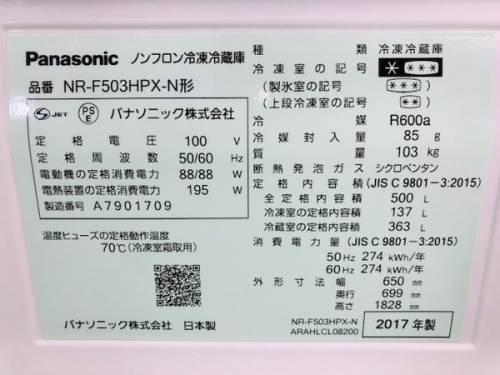 Panasonic ノンフロン冷凍冷蔵庫
品番 NR-F503HPX-N形
JET PSE パナソニック株式会社
定格電圧 100 V
定格周波数 50/60 Hz
電動機の定格消費電力 88/88 W
電熱装置の定格消費電力 195 W
製造番号 A7901709
温度ヒューズの定格動作温度
70℃(冷凍室霜取用)
パナソニック株式会社 日本製
種類 冷凍冷蔵庫
冷凍室の記号 * ***
(製氷室の記号) (***)
(上段冷凍室の記号) (**)
冷媒 R600a
冷媒封入量 85 g
質量 103 kg
断熱発泡ガス シクロペンタン
定格内容積 (JIS C 9801-3:2015)
全定格内容積 500 L
冷凍室の定格内容積 137 L
冷蔵室の定格内容積 363 L
消費電力量 (JIS C 9801-3:2015)
50 Hz 274 kWh/年
60 Hz 274 kWh/年
外形寸法 幅 650 mm
奥行 699 mm
高さ 1828 mm
NR-F503HPX-N
ARAHLCL08200
2017年製